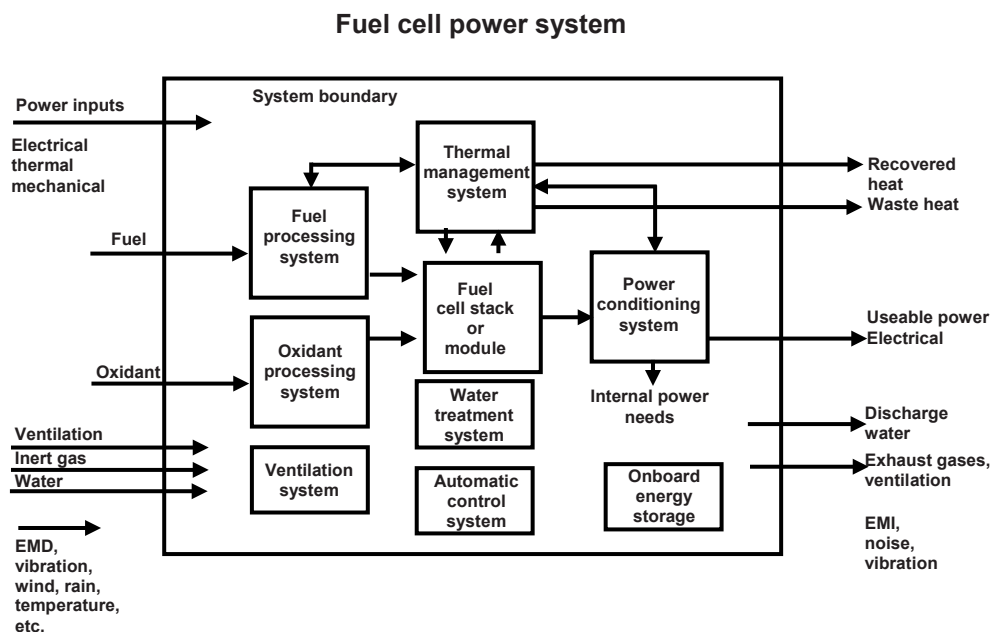 Fuel cell power system
System boundary
Power inputs
Electrical
thermal
mechanical
Fuel
Oxidant
Ventilation
Inert gas
Water
EMD,
vibration,
wind, rain,
temperature,
etc.
Thermal
management
system
Fuel
processing
system
Fuel
cell stack
or
module
Power
conditioning
system
Oxidant
processing
system
Internal power
needs
Water
treatment
system
Ventilation
system
Automatic
control
system
Onboard
energy
storage
Recovered
heat
Waste heat
Useable power
Electrical
Discharge
water
Exhaust gases,
ventilation
EMI,
noise,
vibration